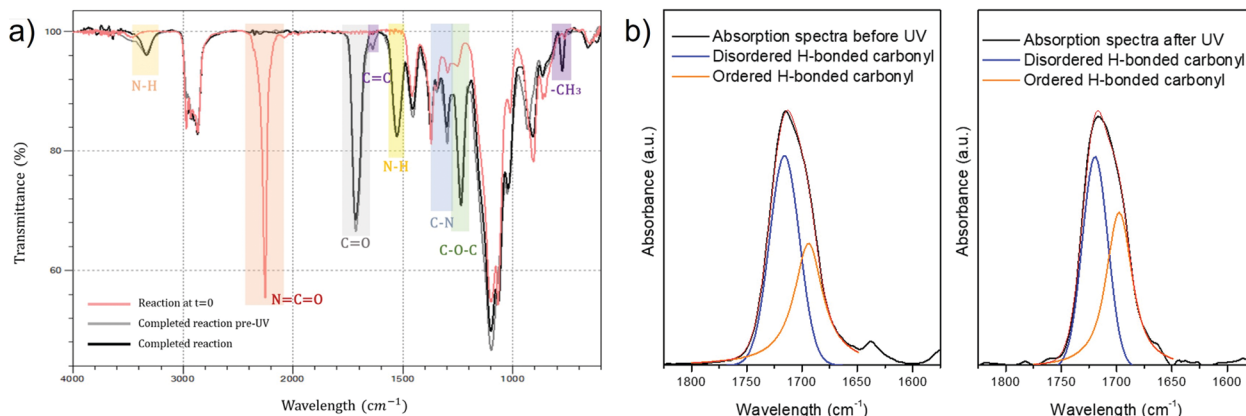 a)
Transmittance (%)
100
80
60
N-H
N=C=O
C=O
C=C
N-H
C-N
C-O-C
-CH₃
Reaction at t=0
Completed reaction pre-UV
Completed reaction
4000 3000 2000 1500 1000
Wavelength (cm⁻¹)
b)
Absorbance (a.u.)
Absorption spectra before UV
Disordered H-bonded carbonyl
Ordered H-bonded carbonyl
1825 1750 1700 1650 1600
Wavelength (cm⁻¹)
Absorbance (a.u.)
Absorption spectra after UV
Disordered H-bonded carbonyl
Ordered H-bonded carbonyl
1825 1750 1700 1650 1600
Wavelength (cm⁻¹)